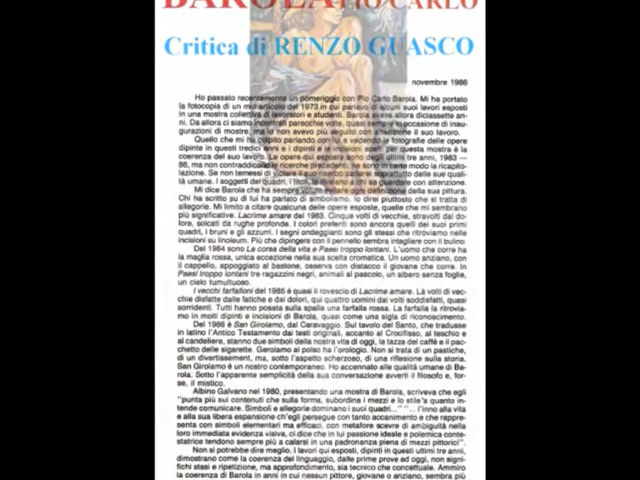 BAROLA PIO CARLO
Critica di RENZO GUASCO
novembre 1986
Ho passato recentemente un pomeriggio con Pio Carlo Barola. Mi ha portato
la fotocopia di un mio articolo del 1973 in cui parlavo di alcuni suoi lavori esposti
in una mostra collettiva di lavoratori e studenti. Barola aveva allora diciassette an-
ni. Da allora ci siamo incontrati parecchie volte, quasi sempre in occasione di inau-
gurazioni di mostre, ma io non avevo più seguito con attenzione il suo lavoro.
Quello che mi ha colpito parlando con lui e vedendo le fotografie delle opere
dipinte in questi tredici anni e i dipinti e le incisioni scelti per questa mostra è la
coerenza del suo lavoro. Le opere qui esposte sono degli ultimi tre anni, 1983 —
86, ma non contraddicono le ricerche precedenti, ne sono in certo modo la ricapito-
lazione. Se non temessi di
umane. I soggetti dei quadri, i titoli,
Mi dice Barola che ha sempre voluto evitare ogni definizione della sua pittura.
Chi ha scritto su di lui ha parlato di simbolismo. Io direi piuttosto che si tratta di
allegorie. Mi limito a citare qualcuna delle opere esposte, quelle che mi sembrano
più significative. Lacrime amare del 1983. Cinque volti di vecchie, stravolti dal do-
lore, solcati da rughe profonde. I colori preferiti sono ancora quelli dei suoi primi
quadri, i bruni e gli azzurri. I segni ondeggianti sono gli stessi che ritroviamo nelle
incisioni su linoleum. Più che dipingere con il pennello sembra intagliare con il bulino.
Del 1984 sono La corsa della vita e Paesi troppo lontani. L'uomo che corre ha
la maglia rossa, unica eccezione nella sua scelta cromatica. Un uomo anziano, con
il cappello, appoggiato al bastone, osserva con distacco il giovane che corre. In
Paesi troppo lontani tre ragazzini negri, animali al pascolo, un albero senza foglie,
un cielo tumultuoso.
I vecchi farfalloni del 1985 è quasi il rovescio di Lacrime amare. Là volti di vec-
chie disfatte dalle fatiche e dai dolori, qui quattro uomini dai volti soddisfatti, quasi
sorridenti. Tutti hanno posata sulla spalla una farfalla rossa. La farfalla la ritrovia-
mo in molti dipinti e incisioni di Barola, quasi come una sigla di riconoscimento.
Del 1986 è San Girolamo, dal Caravaggio. Sul tavolo del Santo, che tradusse
in latino l'Antico Testamento dai testi originali, accanto al Crocifisso, al teschio e
al candeliere, stanno due simboli della nostra vita di oggi, la tazza del caffè e il pac-
chetto delle sigarette. Gerolamo al polso ha l'orologio. Non si tratta di un pastiche,
di un divertissement, ma, sotto l'aspetto scherzoso, di una riflessione sulla storia.
San Girolamo è un nostro contemporaneo. Ho accennato alle qualità umane di Ba-
rola. Sotto l'apparente semplicità della sua conversazione avverti il filosofo e, for-
se, il mistico.
Albino Galvano nel 1980, presentando una mostra di Barola, scriveva che egli
"punta più sui contenuti che sulla forma, subordina i mezzi e lo stile a quanto in-
tende comunicare. Simboli e allegorie dominano i suoi quadri..." "... l'inno alla vita
e alla sua libera espansione ch'egli persegue con tanto accanimento e che rappre-
senta con simboli elementari ma efficaci, con metafore scevre di ambiguità nella
loro immediata evidenza visiva, ci dice che in lui passione ideale e polemica conte-
statrice tendono sempre più a calarsi in una padronanza piena di mezzi pittorici".
Non si potrebbe dire meglio. I lavori qui esposti, dipinti in questi ultimi tre anni,
dimostrano come la coerenza del linguaggio, dalle prime prove ad oggi, non signi-
fichi stasi e ripetizione, ma approfondimento, sia tecnico che concettuale. Ammiro
la coerenza di Barola in anni in cui nessun pittore, giovane o anziano, sembra più